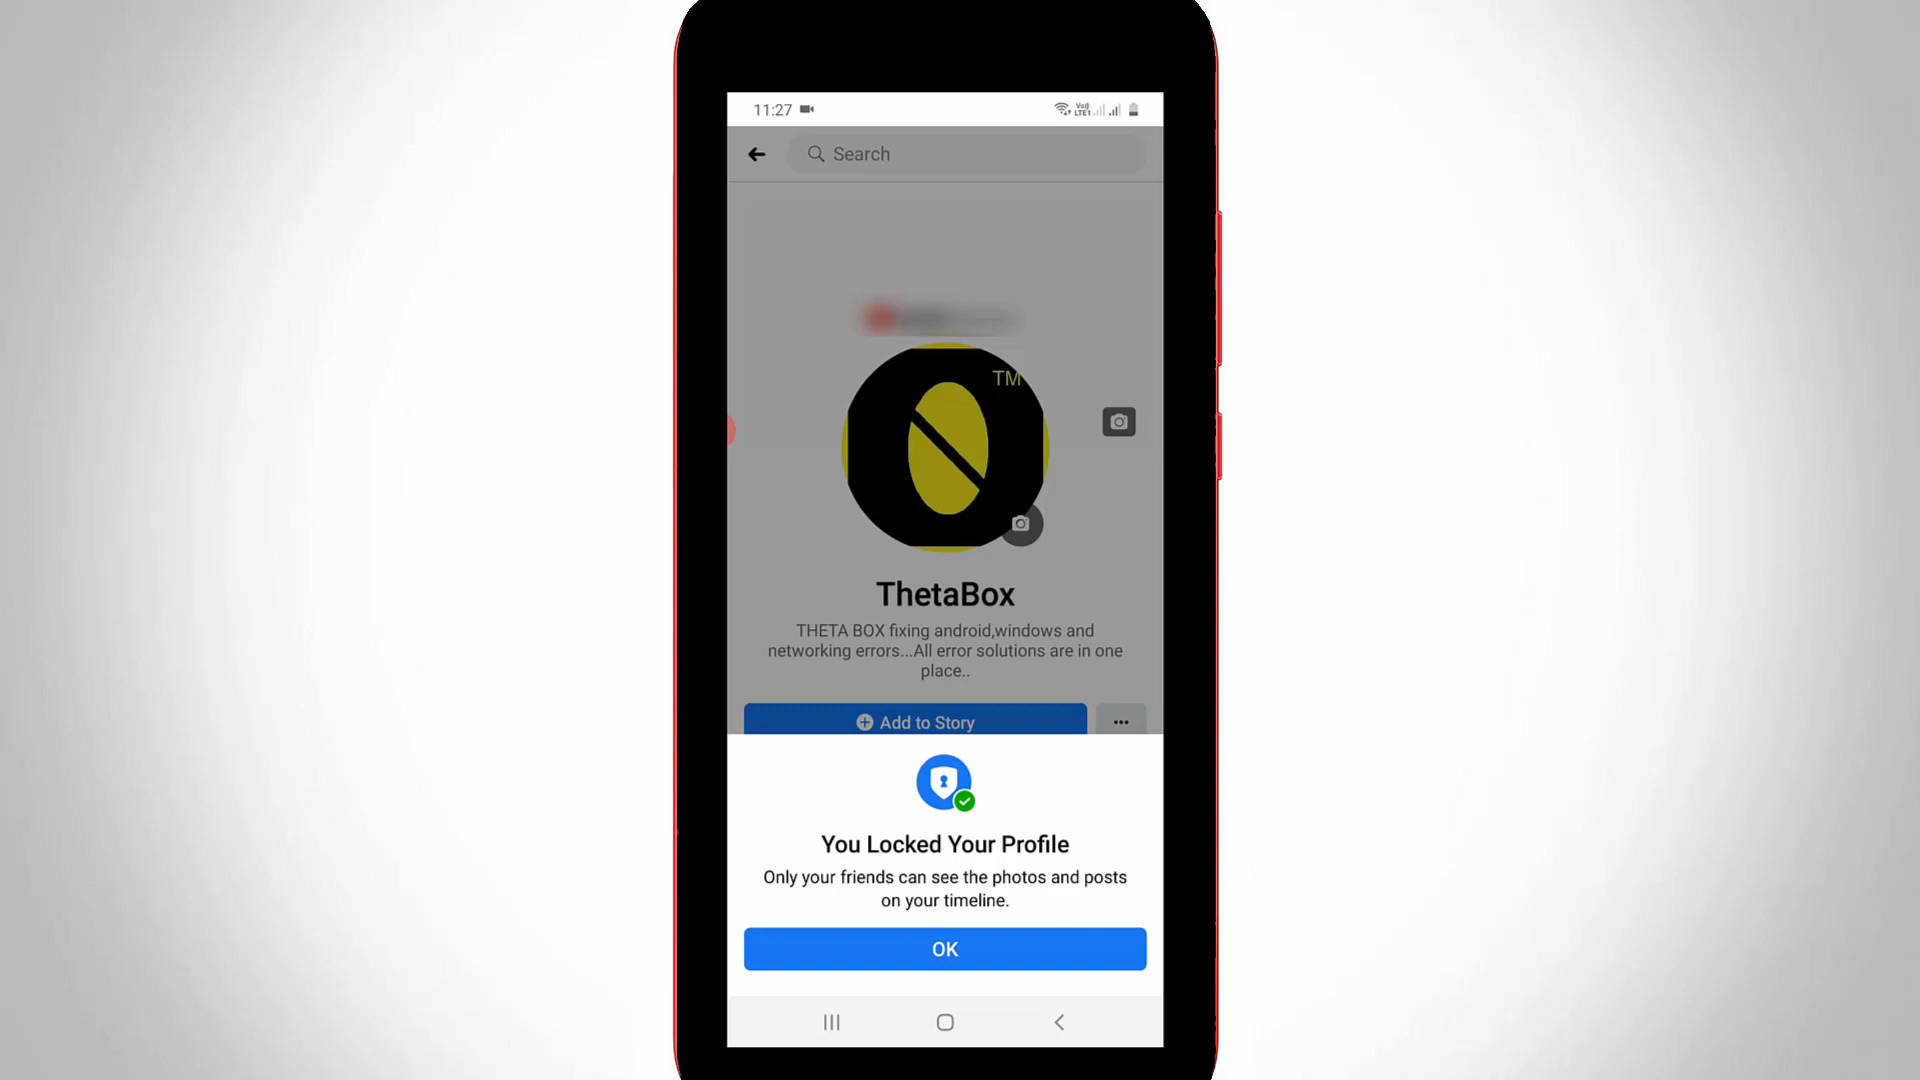 11:27
Vo))
LTE1
Search
TM
ThetaBox
THETA BOX fixing android,windows and
networking errors...All error solutions are in one
place..
Add to Story
You Locked Your Profile
Only your friends can see the photos and posts
on your timeline.
OK